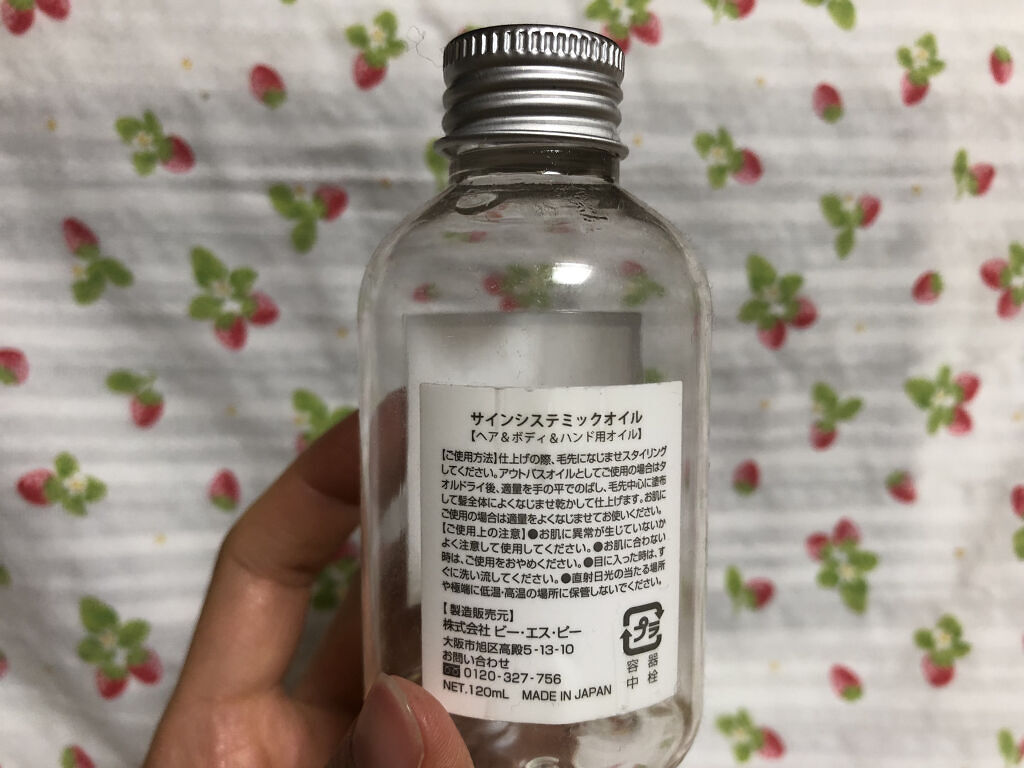 サインシステミックオイル
【ヘア&ボディ&ハンド用オイル】
【ご使用方法】仕上げの際、毛先になじませスタイリング
してください。アウトバスオイルとしてご使用の場合はタ
オルドライ後、適量を手の平でのばし、毛先中心に塗布
して髪全体によくなじませ乾かして仕上げます。お肌に
ご使用の場合は適量をよくなじませてお使いください。
【ご使用上の注意】●お肌に異常が生じていないか
よく注意して使用してください。●お肌に合わない
時は、ご使用をおやめください。●目に入った時は、す
ぐに洗い流してください。●直射日光の当たる場所
や極端に低温・高温の場所に保管しないでください。
【製造販売元】
株式会社 ビー・エス・ピー
大阪市旭区高殿5-13-10
お問い合わせ
0120-327-756
NET.120mL MADE IN JAPAN
プラ
容器
中栓